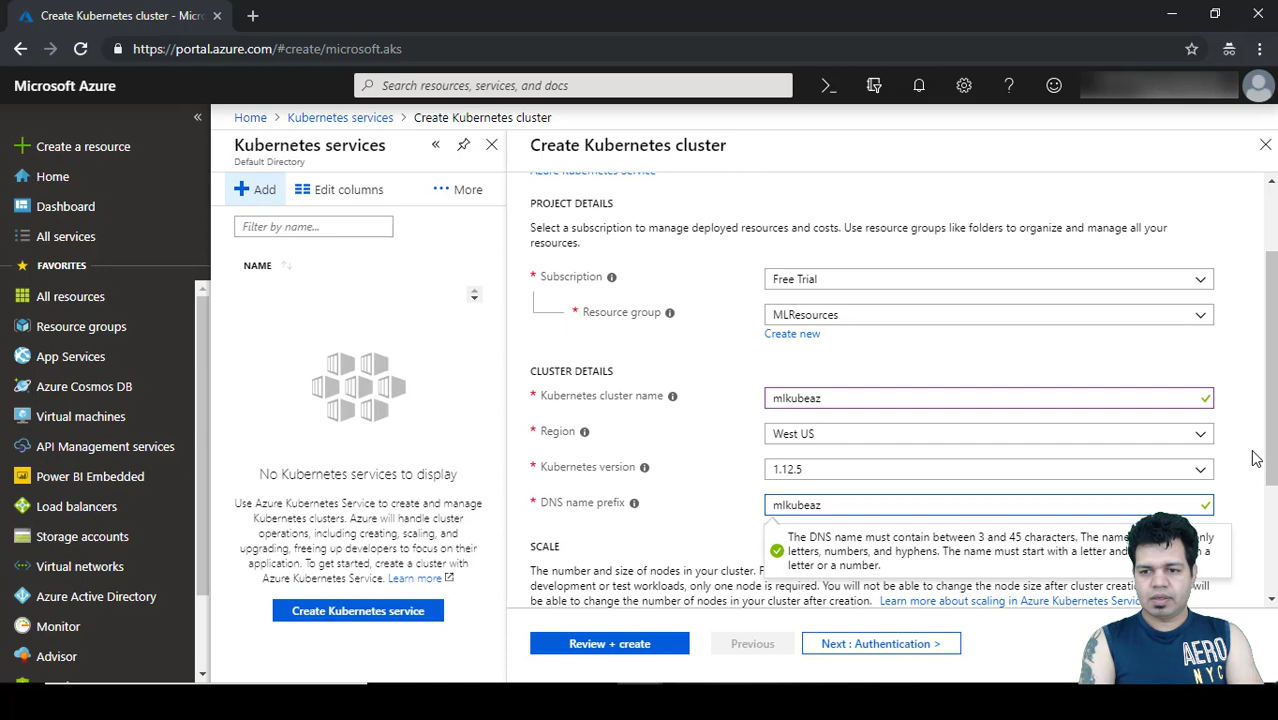 Create Kubernetes cluster - Micr
https://portal.azure.com/#create/microsoft.aks
Microsoft Azure
Search resources, services, and docs
Home > Kubernetes services > Create Kubernetes cluster
Create a resource
Home
Dashboard
All services
FAVORITES
All resources
Resource groups
App Services
Azure Cosmos DB
Virtual machines
API Management services
Power BI Embedded
Load balancers
Storage accounts
Virtual networks
Azure Active Directory
Monitor
Advisor
Kubernetes services
Default Directory
Add
Edit columns
More
Filter by name...
NAME
No Kubernetes services to display
Use Azure Kubernetes Service to create and manage
Kubernetes clusters. Azure will handle cluster
operations, including creating, scaling, and
upgrading, freeing up developers to focus on their
application. To get started, create a cluster with
Azure Kubernetes Service. Learn more
Create Kubernetes service
Create Kubernetes cluster
Azure Kubernetes Service
PROJECT DETAILS
Select a subscription to manage deployed resources and costs. Use resource groups like folders to organize and manage all your
resources.
* Subscription
Free Trial
* Resource group
MLResources
Create new
CLUSTER DETAILS
* Kubernetes cluster name
mlkubeaz
* Region
West US
* Kubernetes version
1.12.5
* DNS name prefix
mlkubeaz
The DNS name must contain between 3 and 45 characters. The name only
letters, numbers, and hyphens. The name must start with a letter and
letter or a number.
SCALE
The number and size of nodes in your cluster. F
development or test workloads, only one node is required. You will not be able to change the node size after cluster creati
be able to change the number of nodes in your cluster after creation. Learn more about scaling in Azure Kubernetes Servic
Review + create
Previous
Next : Authentication >
AERO
NYC